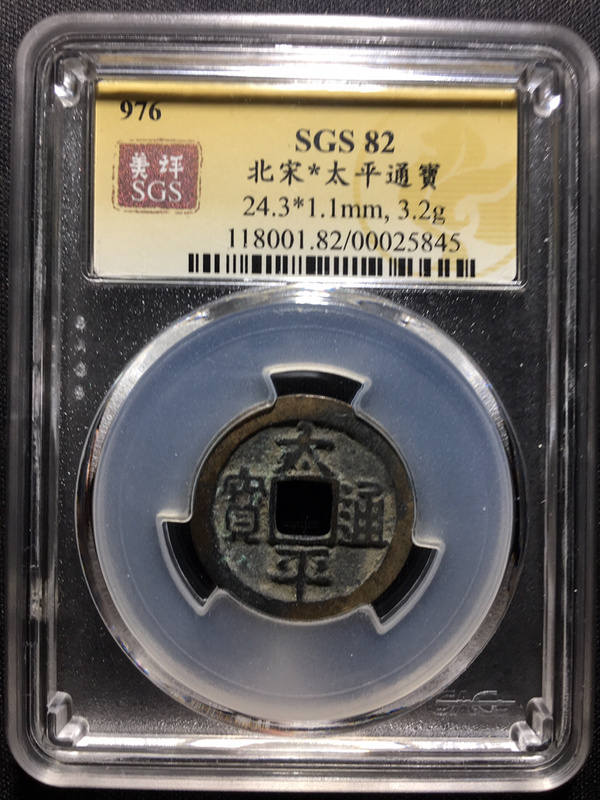 976
美祥
SGS
SGS 82
北宋*太平通寶
24.3*1.1mm, 3.2g
118001.82/00025845
太
寶 通
平